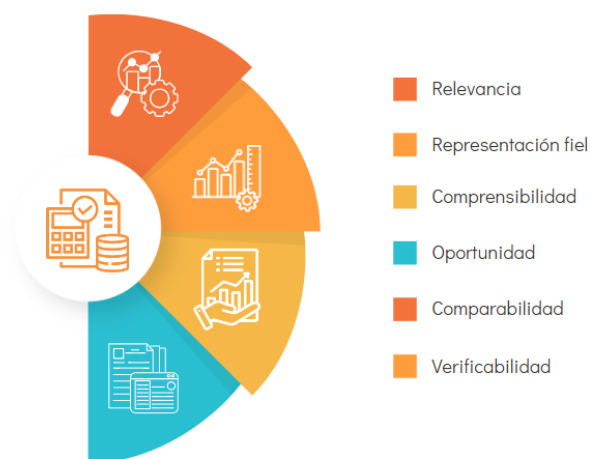 Relevancia
Representación fiel
Comprensibilidad
Oportunidad
Comparabilidad
Verificabilidad